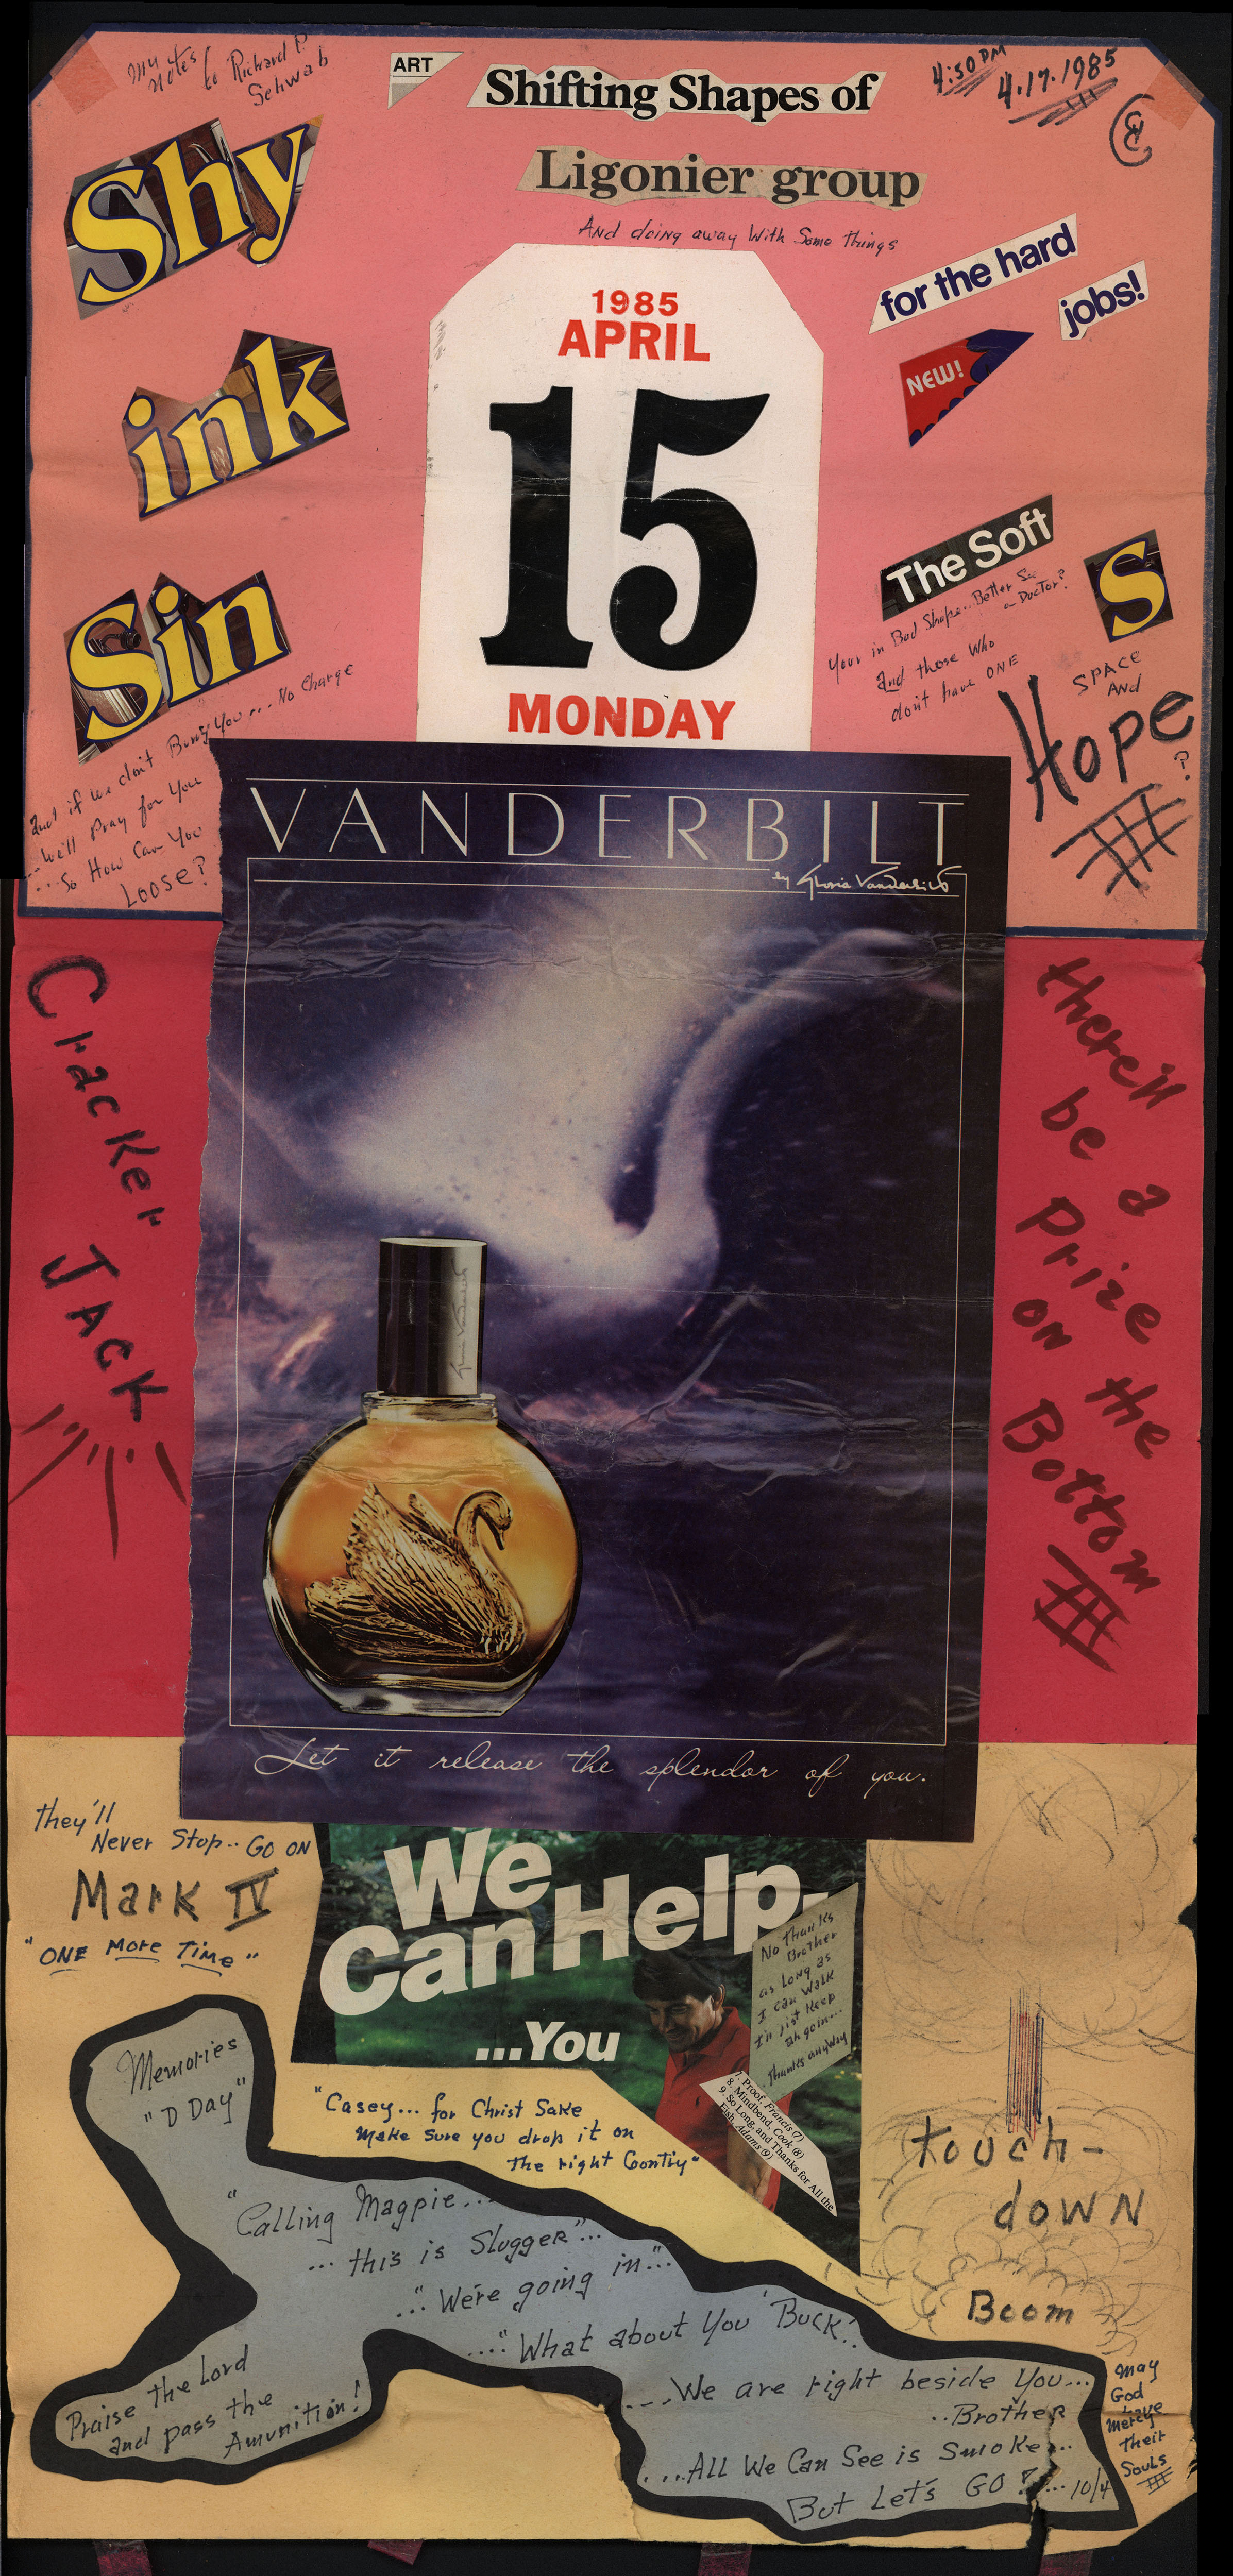 My
notes
to Richard P.
Schwab
ART
Shifting Shapes of
4:30 PM
4.17.1985
Ligonier group
And doing away With Some things
Shy
ink
Sin
1985
APRIL
15
MONDAY
for the hard
jobs!
NEW!
The Soft
S
Your in Bad Shape.. Better See
a Doctor?
and those who
don't have ONE
SPACE
AND
HOPE
?
and if we don't Bury You ... No Charge
... We'll Pray for You
... So How Can You
Loose?
VANDERBILT
by Gloria Vanderbilt
Cracker
JACK
there'll
be a
Prize
ON the
Bottom
Gloria Vanderbilt
Let it release the splendor of you.
they'll
Never Stop.. GO ON
Mark IV
"ONE More Time"
We
Can Help.
...You
No Thanks
Brother
as Long as
I can Walk
I'll jist Keep
ah goin...
Thanks anyway
7. Proof, Francis (7)
8. Mindbend, Cook (8)
9. So Long, and Thanks for All the
Fish, Adams (9)
"Casey... for Christ Sake
Make Sure you drop it on
The right Contry"
touch-
down
Boom
Memories
"D Day"
"Calling Magpie...
... this is Slugger"...
..."We're going in"...
...."What about You 'Buck'..
....We are right beside You...
..Brother
....All We Can See is Smoke...
But Let's GO!... 10/4
Praise the Lord
and pass the
Amunition!
May
God
have
Mercye
Their
Souls